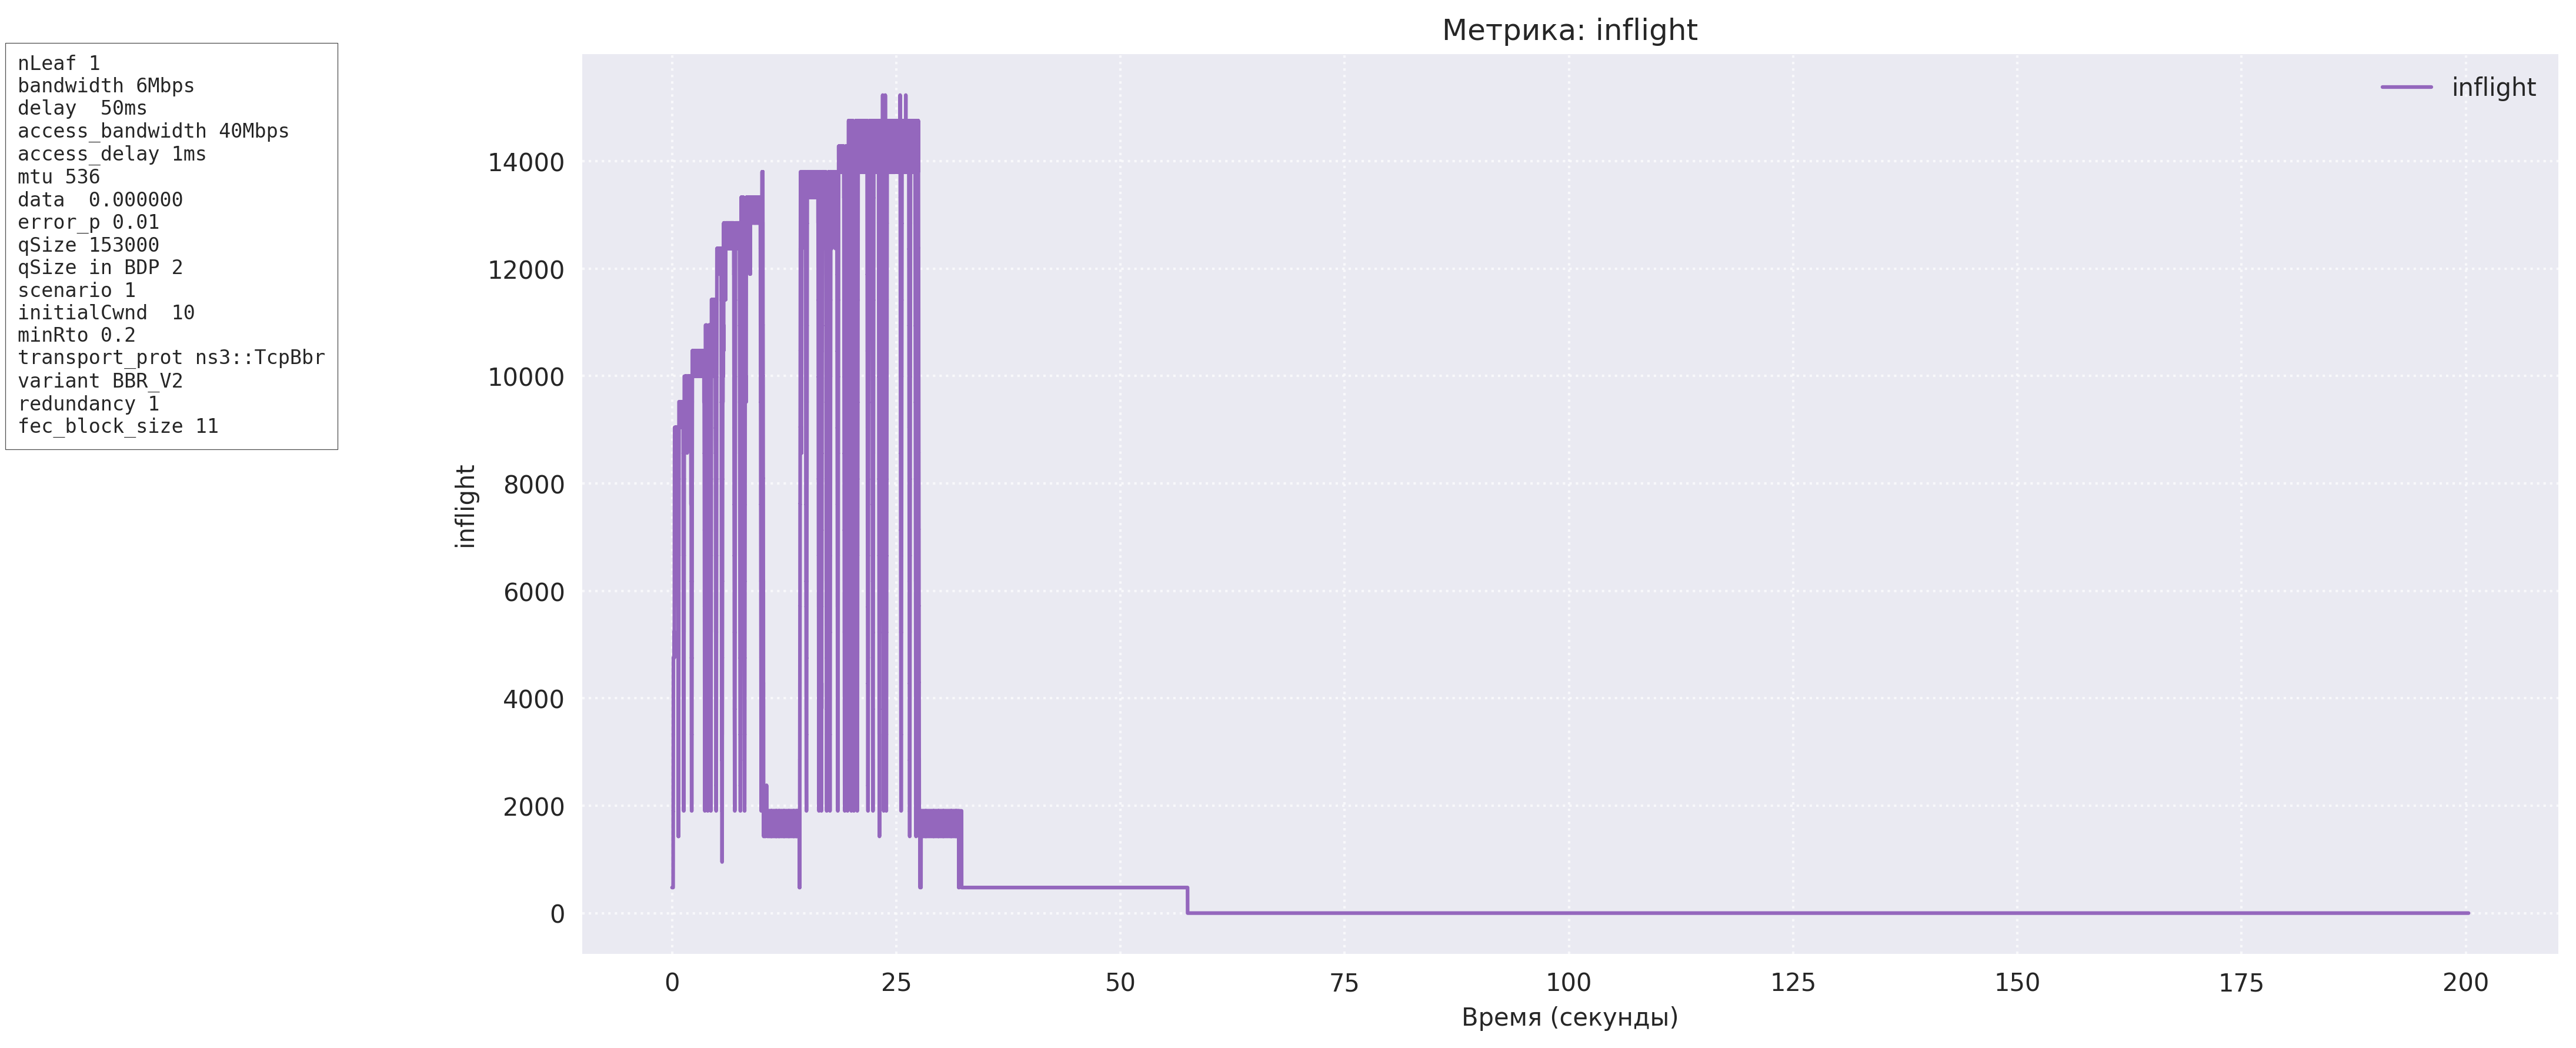 Метрика: inflight
nLeaf 1
bandwidth 6Mbps
delay  50ms
access_bandwidth 40Mbps
access_delay 1ms
mtu 536
data  0.000000
error_p 0.01
qSize 153000
qSize in BDP 2
scenario 1
initialCwnd  10
minRto 0.2
transport_prot ns3::TcpBbr
variant BBR_V2
redundancy 1
fec_block_size 11
inflight
inflight
14000
12000
10000
8000
6000
4000
2000
0
0 25 50 75 100 125 150 175 200
Время (секунды)